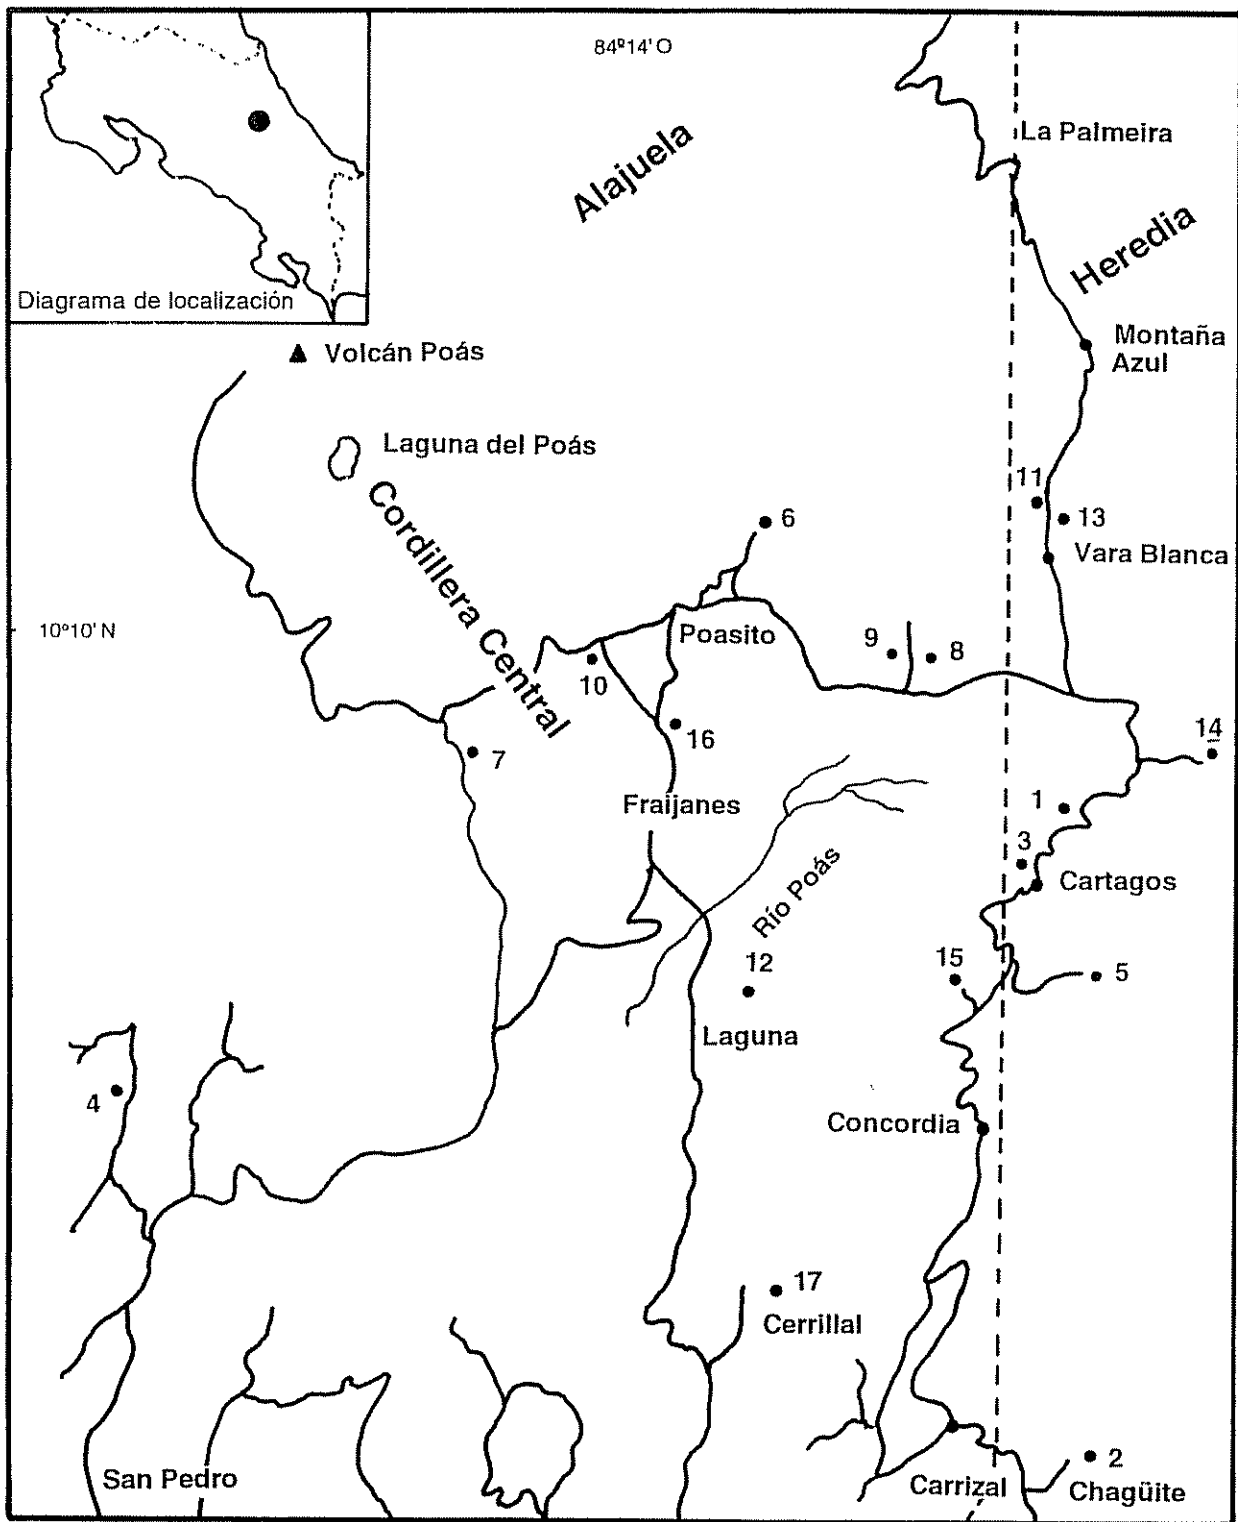 84º14' O
La Palmeira
Alajuela
Heredia
Diagrama de localización
Montaña
Azul
Volcán Poás
Laguna del Poás
Cordillera Central
11
6
13
Vara Blanca
10º10' N
Poasito
9
8
10
16
14
7
Fraijanes
1
3
Río Poás
Cartagos
12
15
5
Laguna
4
Concordia
17
Cerrillal
2
San Pedro
Carrizal
Chagüite